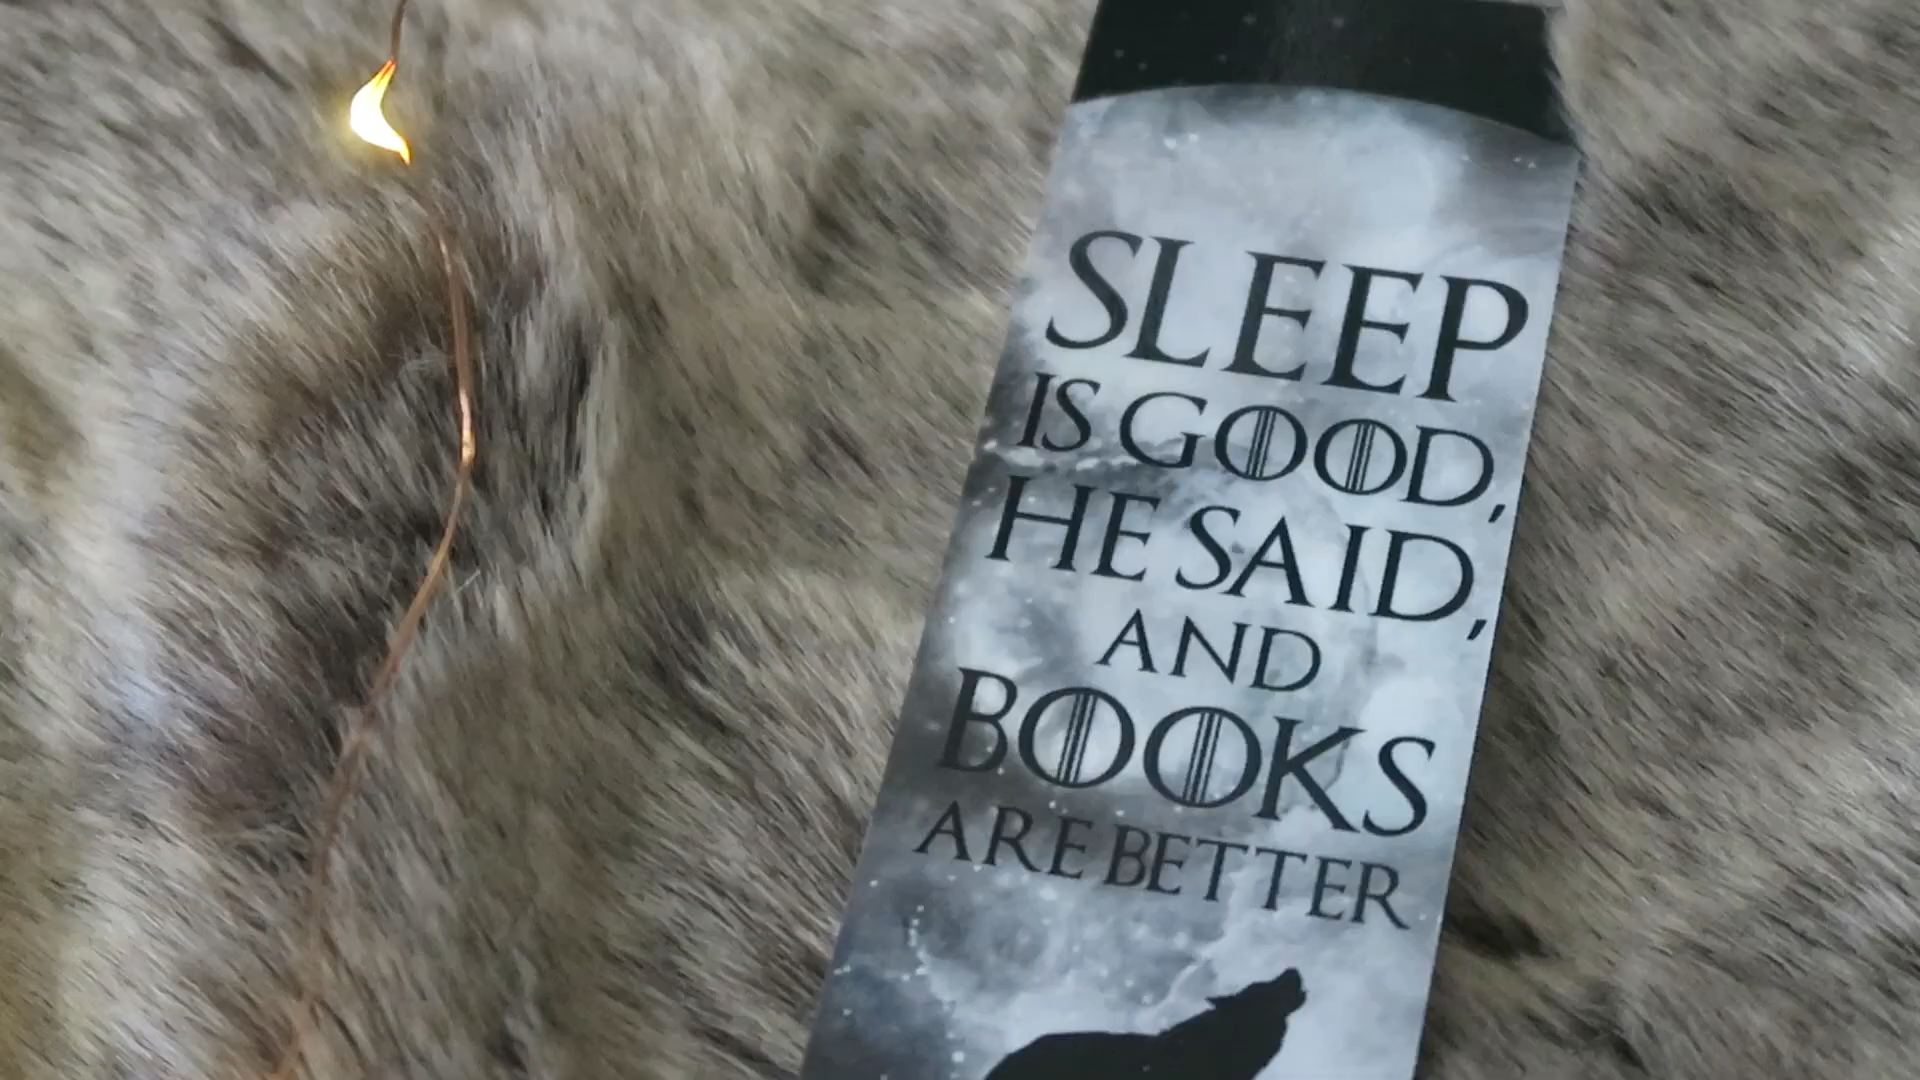 SLEEP
IS GOOD,
HE SAID,
AND
BOOKS
ARE BETTER